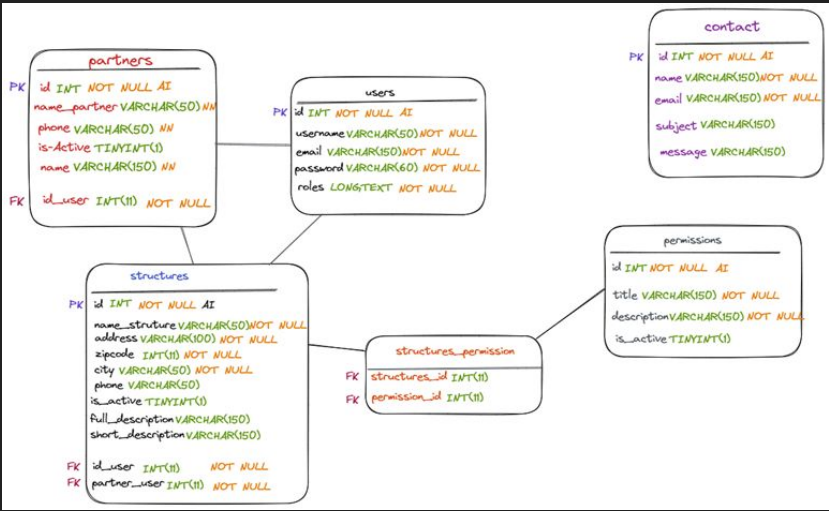 partners
PK id INT NOT NULL AI
name_partner VARCHAR(50) NN
phone VARCHAR(50) NN
is-Active TINYINT(1)
name VARCHAR(150) NN
FK id_user INT(11) NOT NULL
users
PK id INT NOT NULL AI
username VARCHAR(50) NOT NULL
email VARCHAR(150) NOT NULL
password VARCHAR(60) NOT NULL
roles LONGTEXT NOT NULL
contact
PK id INT NOT NULL AI
name VARCHAR(150) NOT NULL
email VARCHAR(150) NOT NULL
subject VARCHAR(150)
message VARCHAR(150)
structures
PK id INT NOT NULL AI
name_struture VARCHAR(50) NOT NULL
address VARCHAR(100) NOT NULL
zipcode INT(11) NOT NULL
city VARCHAR(50) NOT NULL
phone VARCHAR(50)
is_active TINYINT(1)
full_description VARCHAR(150)
short_description VARCHAR(150)
FK id_user INT(11) NOT NULL
FK partner_user INT(11) NOT NULL
structures_permission
FK structures_id INT(11)
FK permission_id INT(11)
permissions
id INT NOT NULL AI
title VARCHAR(150) NOT NULL
description VARCHAR(150) NOT NULL
is_active TINYINT(1)